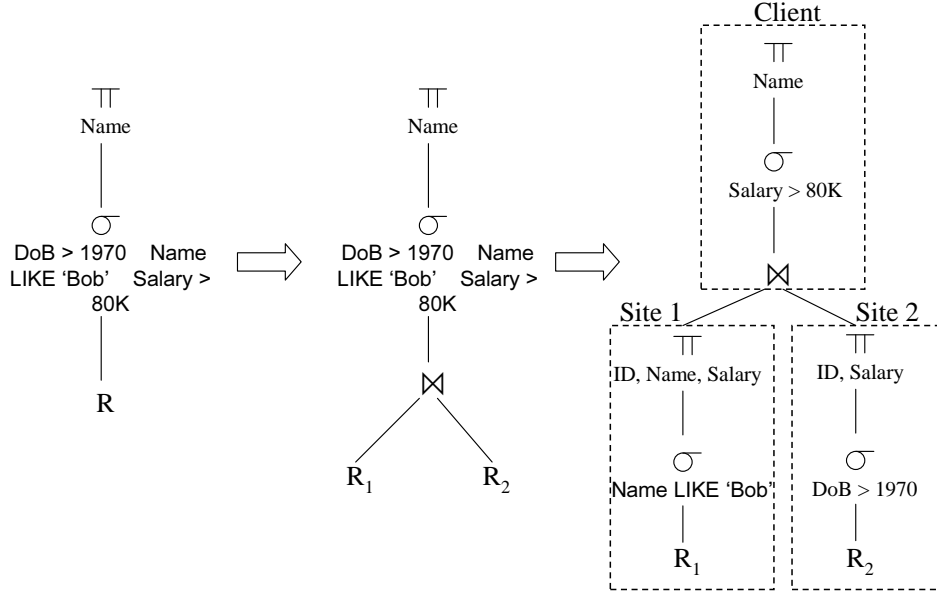 Name
DoB > 1970 Name
LIKE 'Bob' Salary >
80K
R
Name
DoB > 1970 Name
LIKE 'Bob' Salary >
80K
R1
R2
Client
Name
Salary > 80K
Site 1
ID, Name, Salary
Name LIKE 'Bob'
R1
Site 2
ID, Salary
DoB > 1970
R2